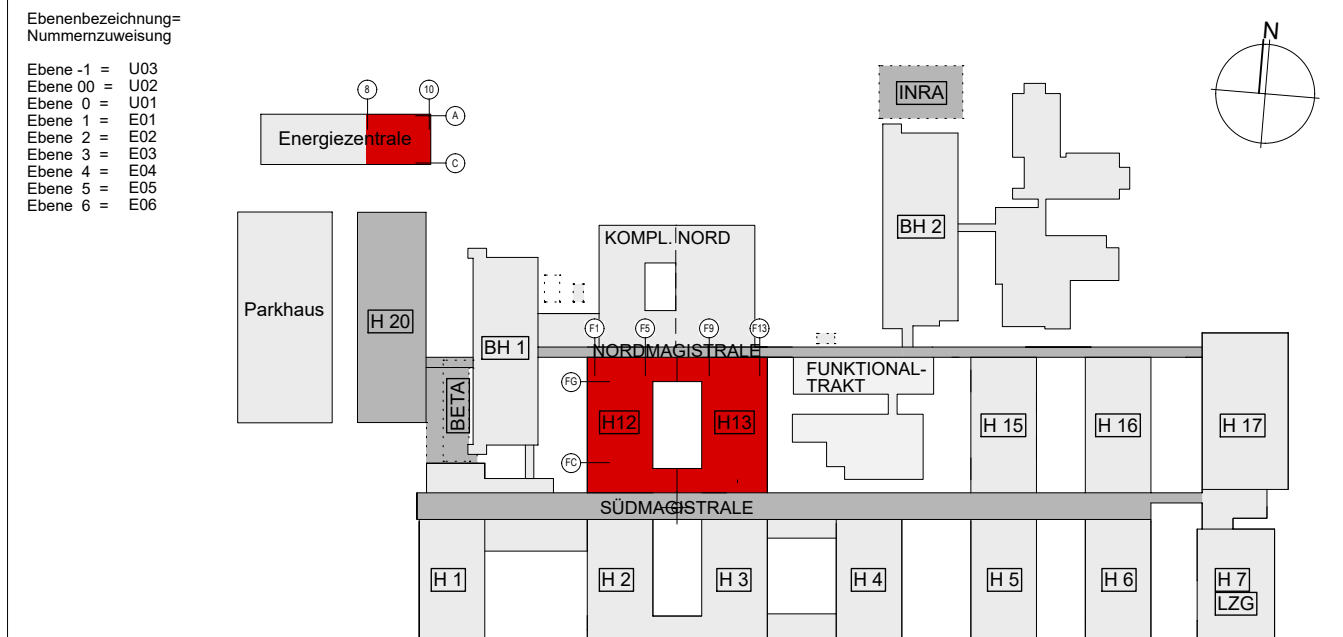 Ebenenbezeichnung=
Nummernzuweisung
Ebene -1 = U03
Ebene 00 = U02
Ebene 0 = U01
Ebene 1 = E01
Ebene 2 = E02
Ebene 3 = E03
Ebene 4 = E04
Ebene 5 = E05
Ebene 6 = E06
N
8 10
A
Energiezentrale
C
INRA
BH 2
KOMPL. NORD
Parkhaus
H 20
BH 1
F1 F5 F9 F13
NORDMAGISTRALE
FUNKTIONAL-
TRAKT
FG
BETA
H12
H13
H 15
H 16
H 17
FC
SÜDMAGISTRALE
H 1
H 2
H 3
H 4
H 5
H 6
H 7
LZG